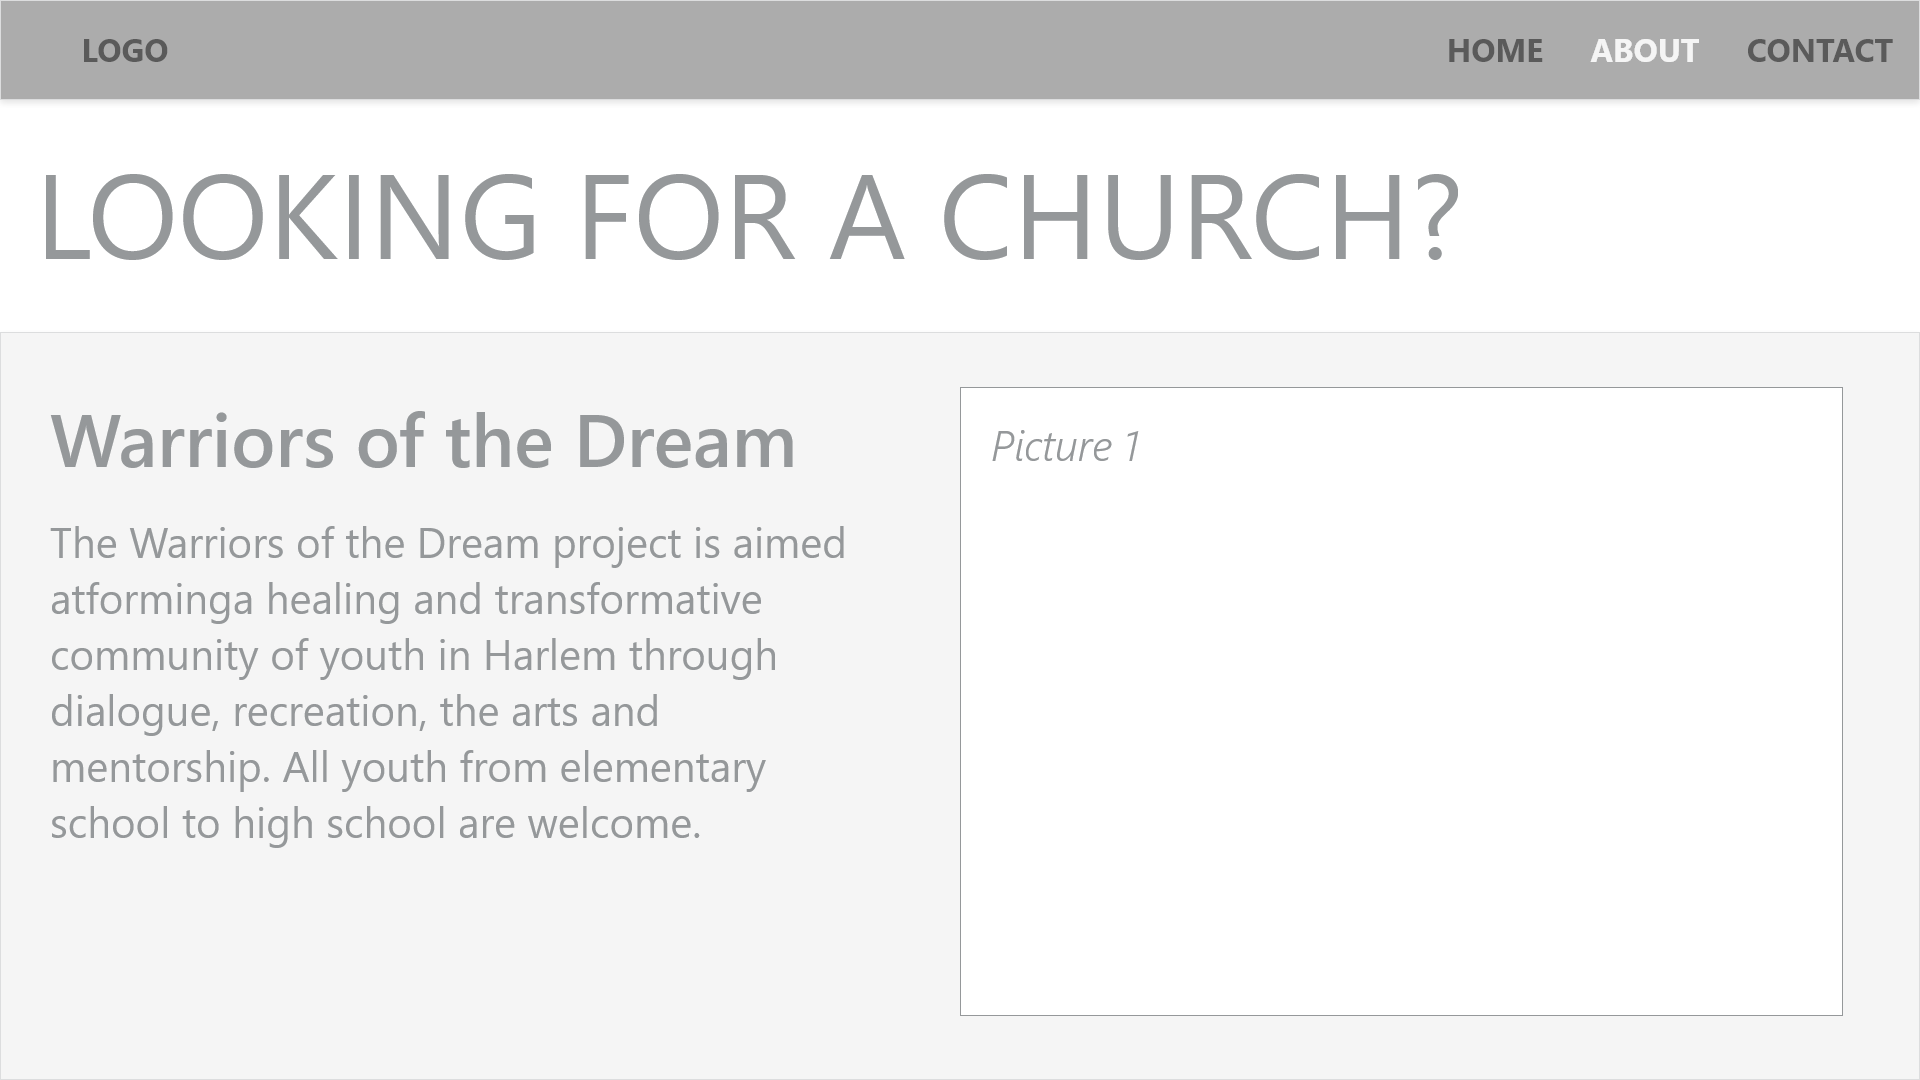 LOGO HOME ABOUT CONTACT
LOOKING FOR A CHURCH?
Warriors of the Dream
The Warriors of the Dream project is aimed
atforminga healing and transformative
community of youth in Harlem through
dialogue, recreation, the arts and
mentorship. All youth from elementary
school to high school are welcome.
Picture 1